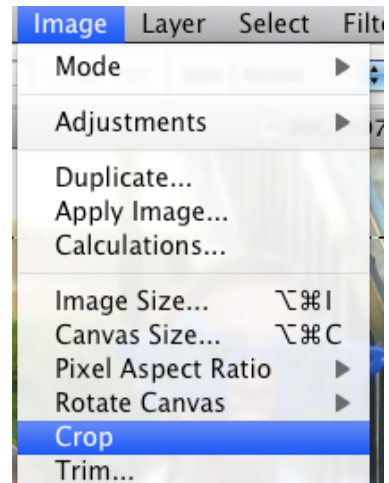 Image Layer Select
Mode
Adjustments
Duplicate...
Apply Image...
Calculations...
Image Size... ⌥⌘I
Canvas Size... ⌥⌘C
Pixel Aspect Ratio
Rotate Canvas
Crop
Trim...